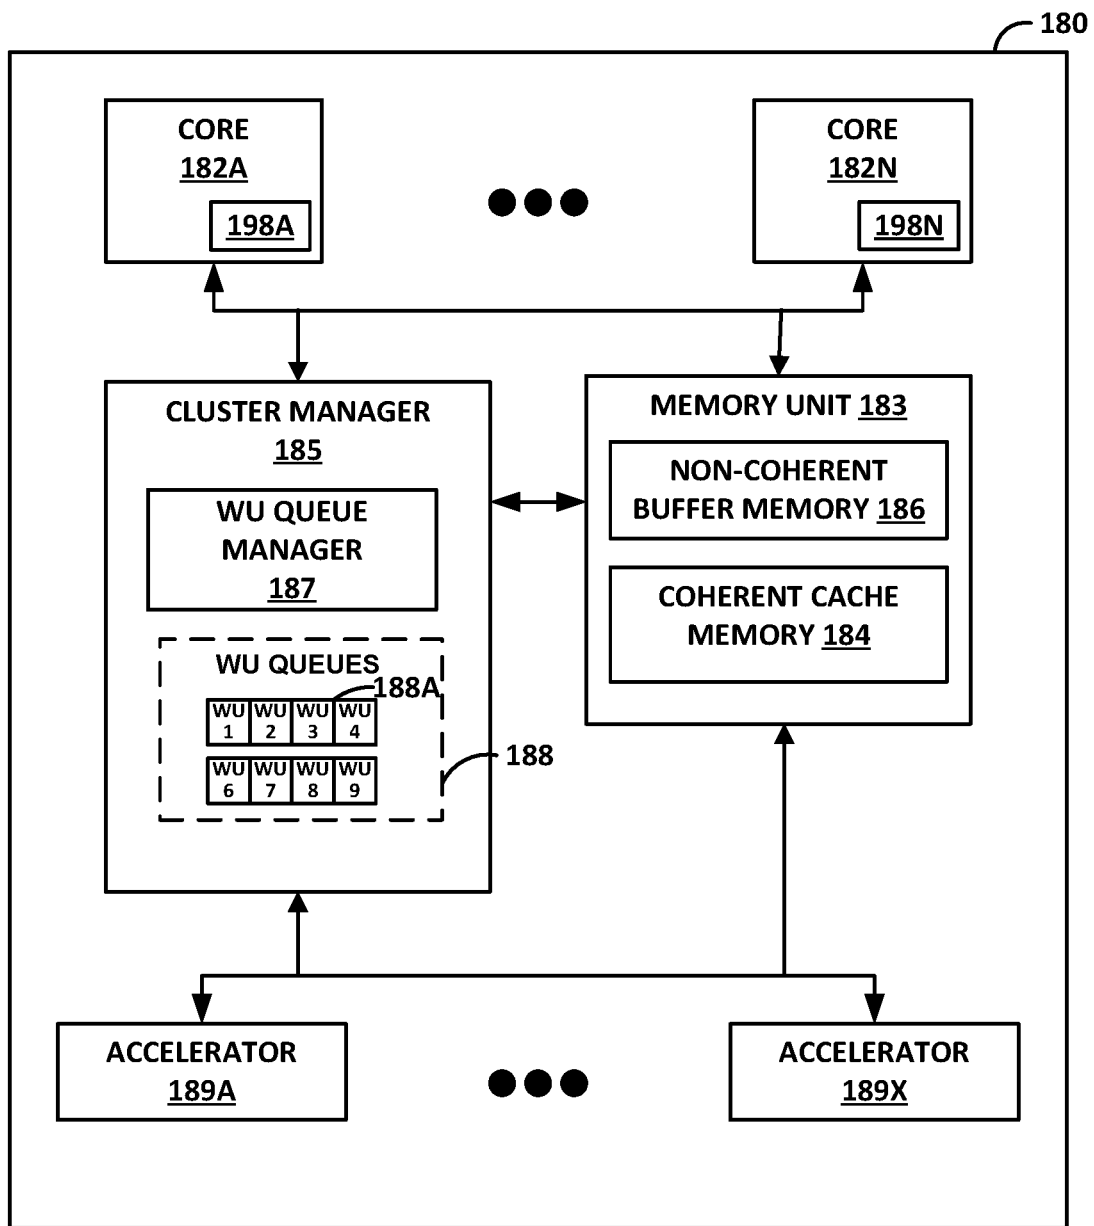 180
CORE
182A
198A
CORE
182N
198N
CLUSTER MANAGER
185
WU QUEUE
MANAGER
187
WU QUEUES
188A
WU WU WU WU
1 2 3 4
188
WU WU WU WU
6 7 8 9
MEMORY UNIT 183
NON-COHERENT
BUFFER MEMORY 186
COHERENT CACHE
MEMORY 184
ACCELERATOR
189A
ACCELERATOR
189X